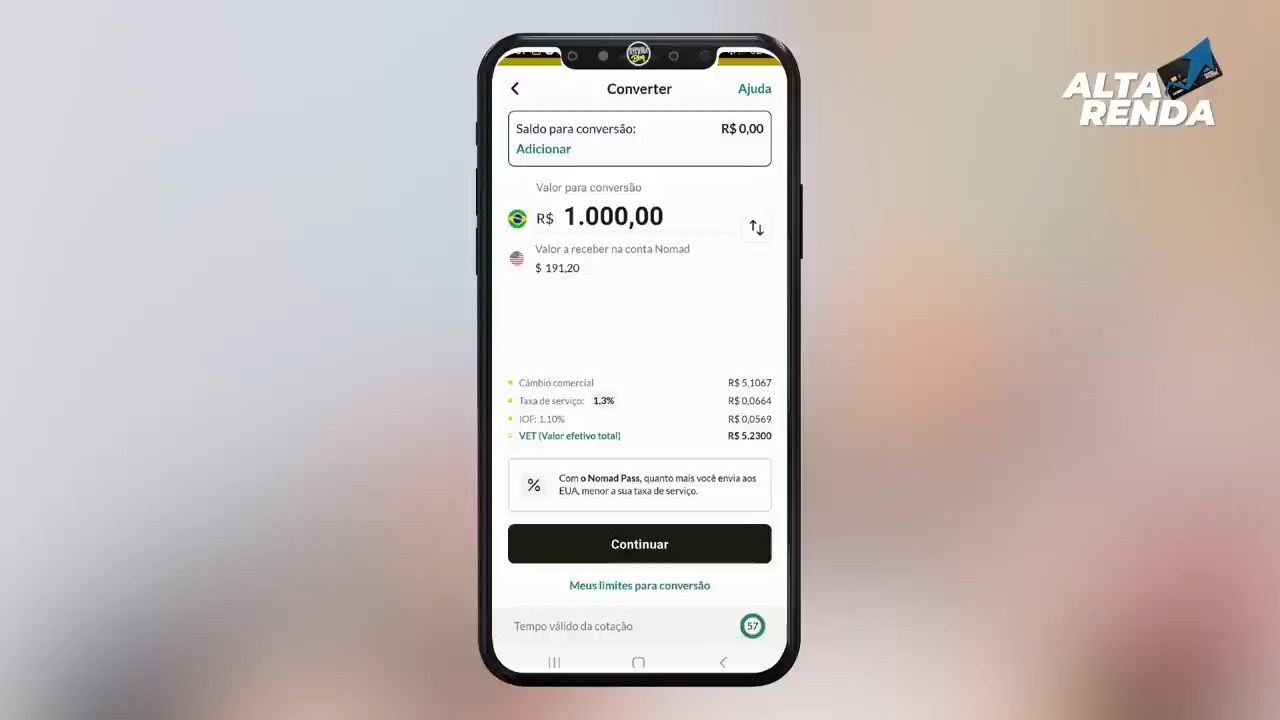 ALTA
RENDA
Converter
Ajuda
Saldo para conversão:
R$ 0,00
Adicionar
Valor para conversão
R$ 1.000,00
Valor a receber na conta Nomad
$ 191,20
Câmbio comercial
R$ 5.1067
Taxa de serviço: 1,3%
R$ 0,0664
IOF: 1.10%
R$ 0,0569
VET (Valor efetivo total)
R$ 5.2300
%
Com o Nomad Pass, quanto mais você envia aos
EUA, menor a sua taxa de serviço.
Continuar
Meus limites para conversão
Tempo válido da cotação
57